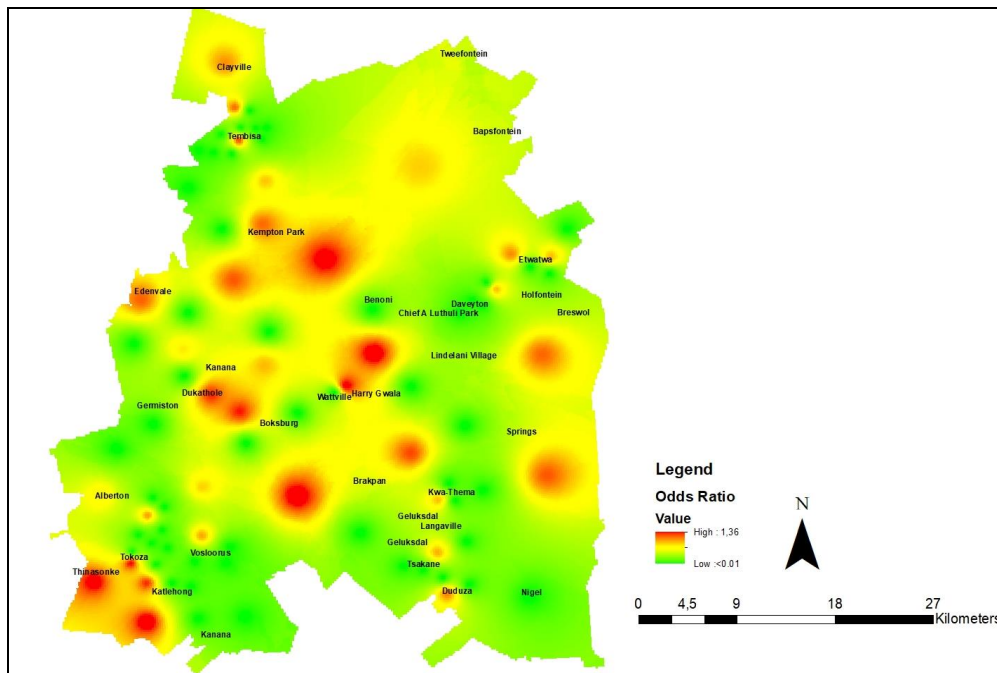 Tweefontein
Clayville
Bapsfontein
Tembisa
Kempton Park
Etwatwa
Edenvale
Holfontein
Benoni
Daveyton
Chief A Luthuli Park
Breswol
Lindelani Village
Kanana
Dukathole
Wattville
Harry Gwala
Germiston
Boksburg
Springs
Brakpan
Kwa-Thema
Alberton
Geluksdal
Langaville
Geluksdal
Vosloorus
Tokoza
Tsakane
Thinasonke
Katlehong
Duduza
Nigel
Kanana
Legend
Odds Ratio
Value
High : 1,36
Low :<0.01
N
0 4,5 9 18 27
Kilometers